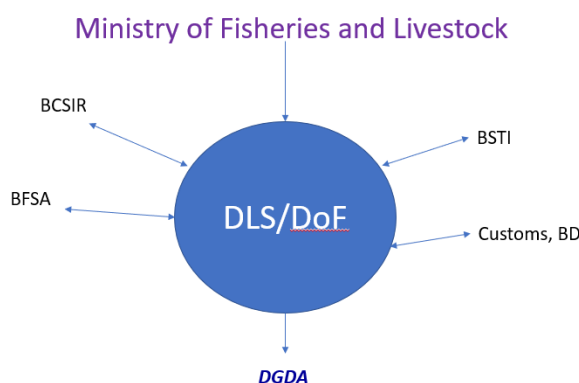 Ministry of Fisheries and Livestock
BCSIR
BSTI
BFSA
DLS/DoF
Customs, BD
DGDA